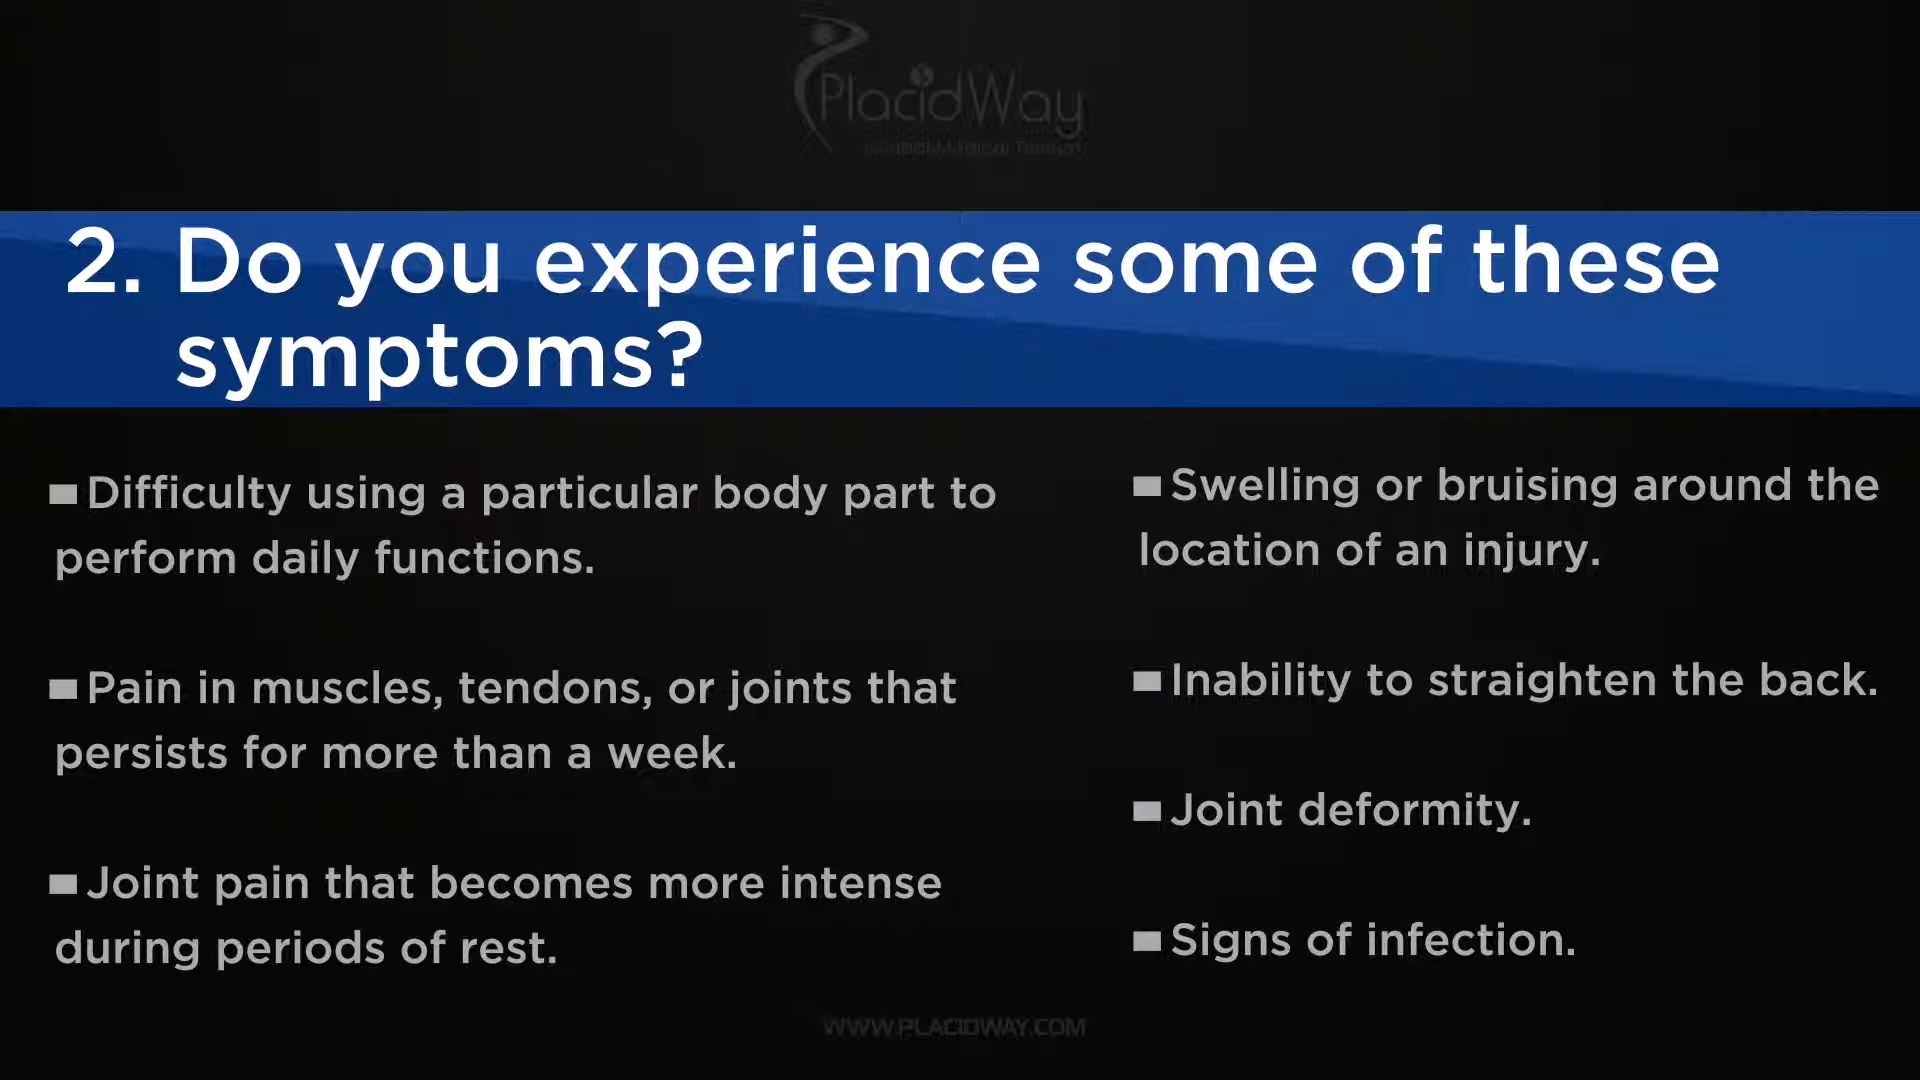 PlacidWay
Global Medical Tourism
2. Do you experience some of these
symptoms?
Difficulty using a particular body part to
perform daily functions.
Pain in muscles, tendons, or joints that
persists for more than a week.
Joint pain that becomes more intense
during periods of rest.
Swelling or bruising around the
location of an injury.
Inability to straighten the back.
Joint deformity.
Signs of infection.
WWW.PLACIDWAY.COM